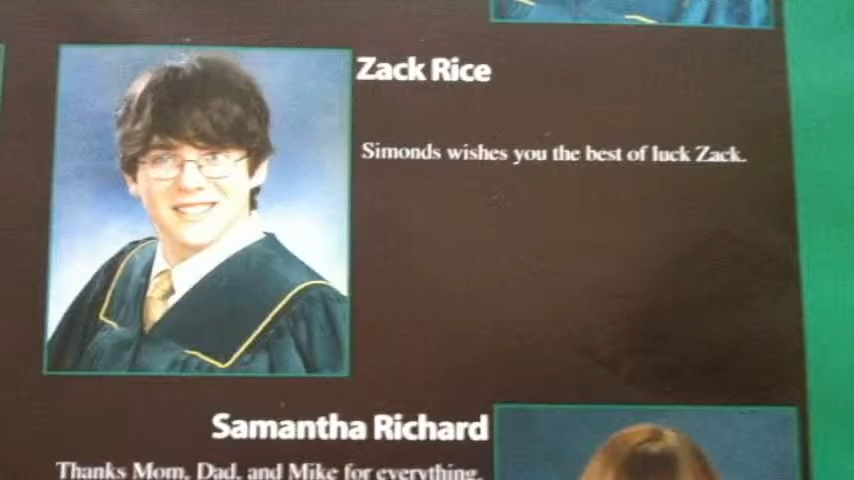 Zack Rice
Simonds wishes you the best of luck Zack.
Samantha Richard
Thanks Mom, Dad, and Mike for everything.